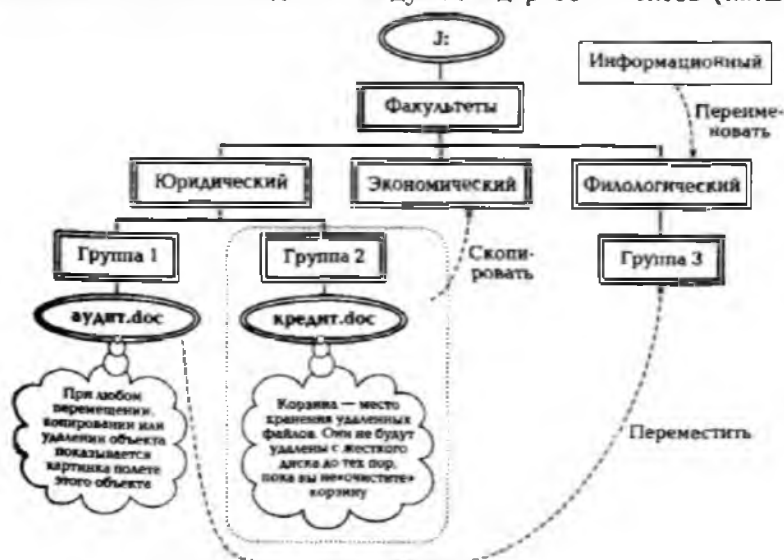 J:
Информационный
Факультеты
Переиме-
новать
Юридический
Экономический
Филологический
Группа 1
Группа 2
Скопи-
ровать
Группа 3
аудит.doc
кредит.doc
При любом
перемещении,
копировании или
удалении объекта
показывается
картинка полете
этого объекта
Корзина — место
хранения удаленных
файлов. Они не будут
удалены с жесткого
диска до тех пор,
пока вы не«очистите»
корзину
Переместить